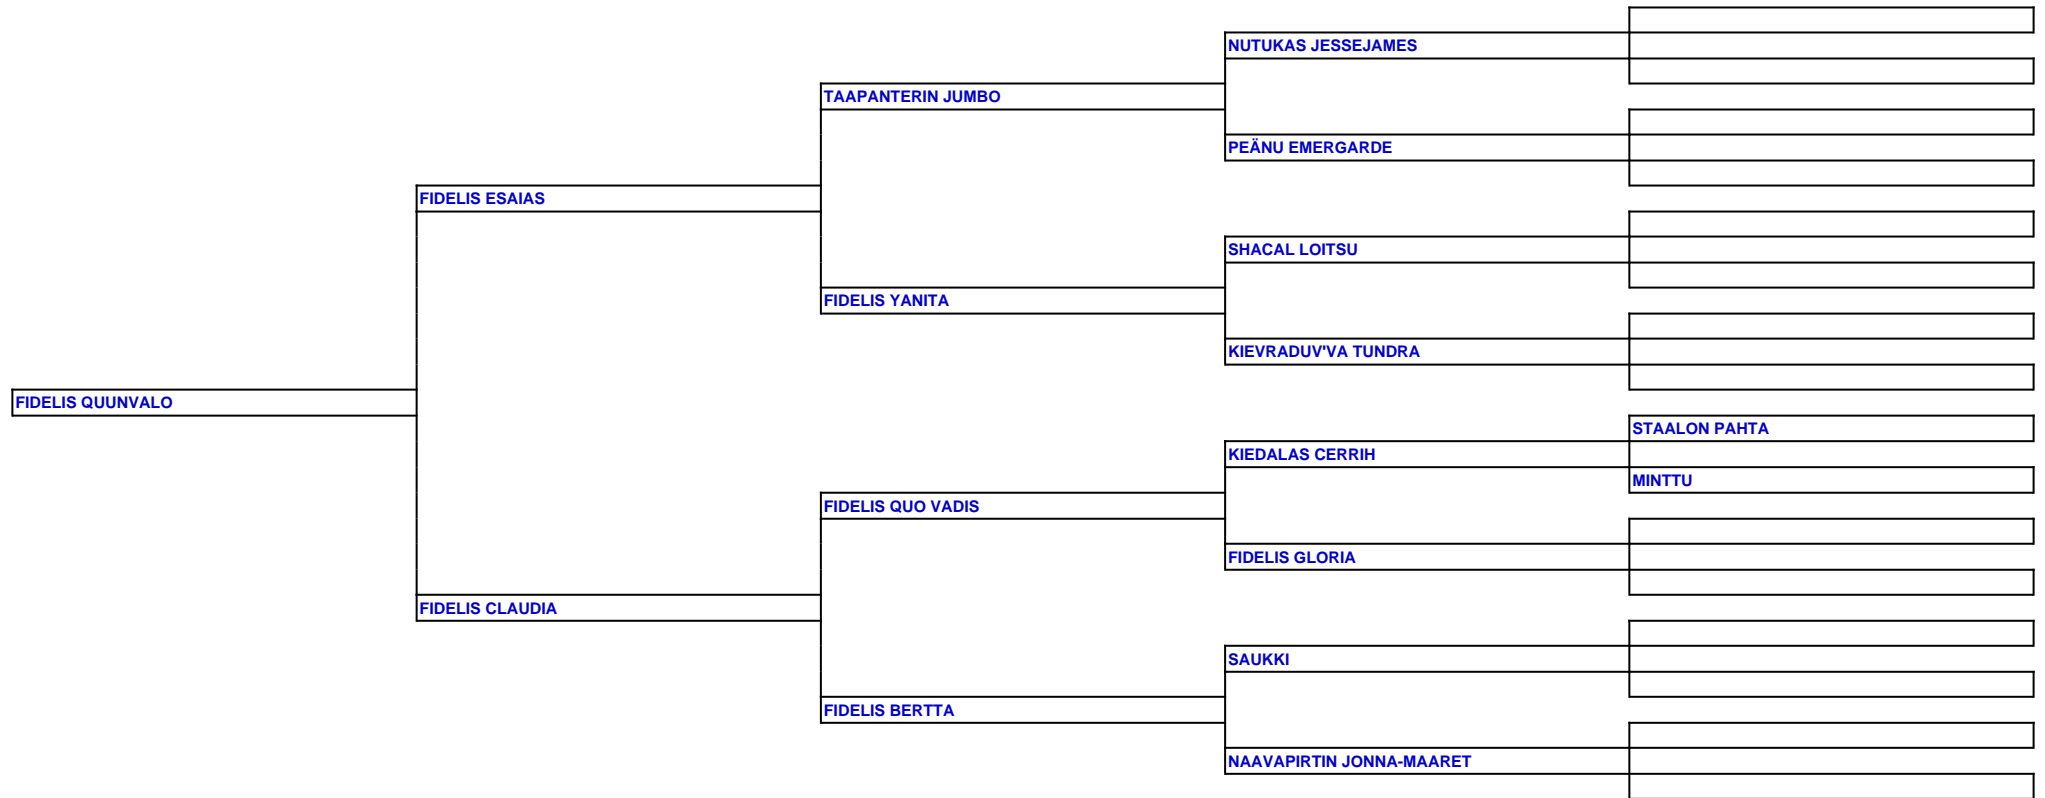 NUTUKAS JESSEJAMES
TAAPANTERIN JUMBO
PEÄNU EMERGARDE
FIDELIS ESAIAS
SHACAL LOITSU
FIDELIS YANITA
KIEVRADUV'VA TUNDRA
FIDELIS QUUNVALO
STAALON PAHTA
KIEDALAS CERRIH
MINTTU
FIDELIS QUO VADIS
FIDELIS GLORIA
FIDELIS CLAUDIA
SAUKKI
FIDELIS BERTTA
NAAVAPIRTIN JONNA-MAARET